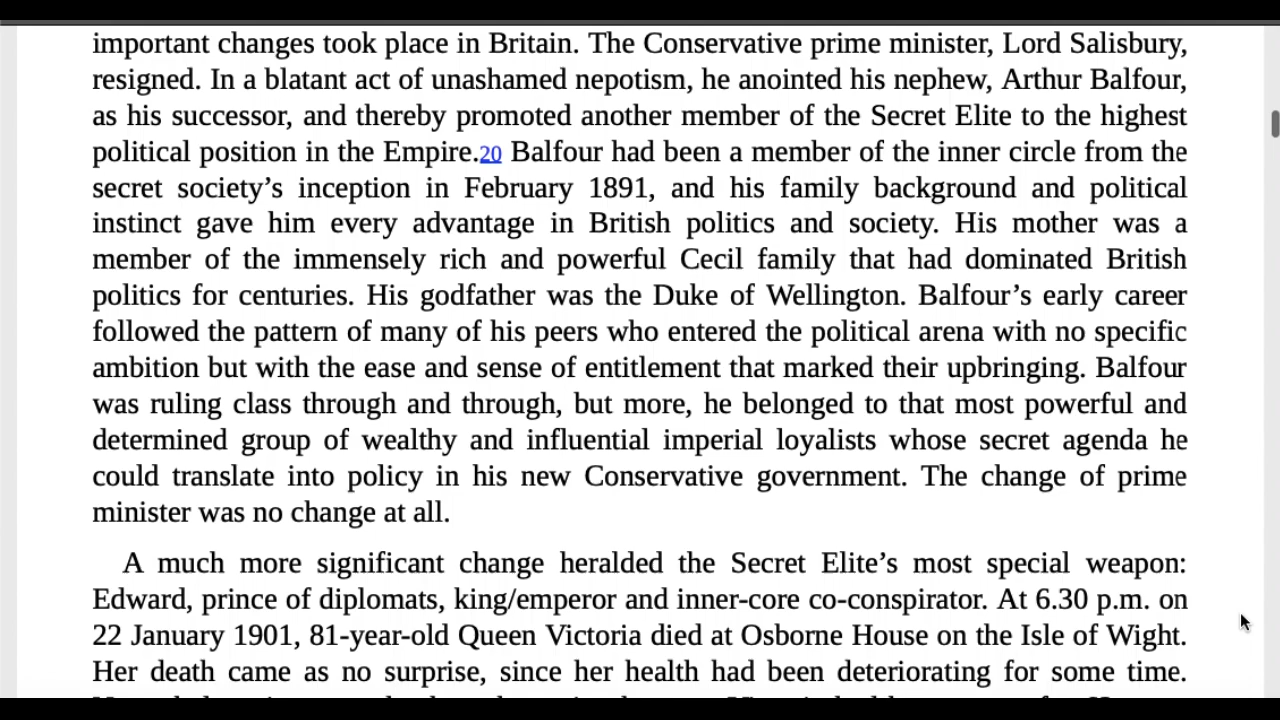 important changes took place in Britain. The Conservative prime minister, Lord Salisbury,
resigned. In a blatant act of unashamed nepotism, he anointed his nephew, Arthur Balfour,
as his successor, and thereby promoted another member of the Secret Elite to the highest
political position in the Empire.20 Balfour had been a member of the inner circle from the
secret society’s inception in February 1891, and his family background and political
instinct gave him every advantage in British politics and society. His mother was a
member of the immensely rich and powerful Cecil family that had dominated British
politics for centuries. His godfather was the Duke of Wellington. Balfour’s early career
followed the pattern of many of his peers who entered the political arena with no specific
ambition but with the ease and sense of entitlement that marked their upbringing. Balfour
was ruling class through and through, but more, he belonged to that most powerful and
determined group of wealthy and influential imperial loyalists whose secret agenda he
could translate into policy in his new Conservative government. The change of prime
minister was no change at all.
A much more significant change heralded the Secret Elite’s most special weapon:
Edward, prince of diplomats, king/emperor and inner-core co-conspirator. At 6.30 p.m. on
22 January 1901, 81-year-old Queen Victoria died at Osborne House on the Isle of Wight.
Her death came as no surprise, since her health had been deteriorating for some time.